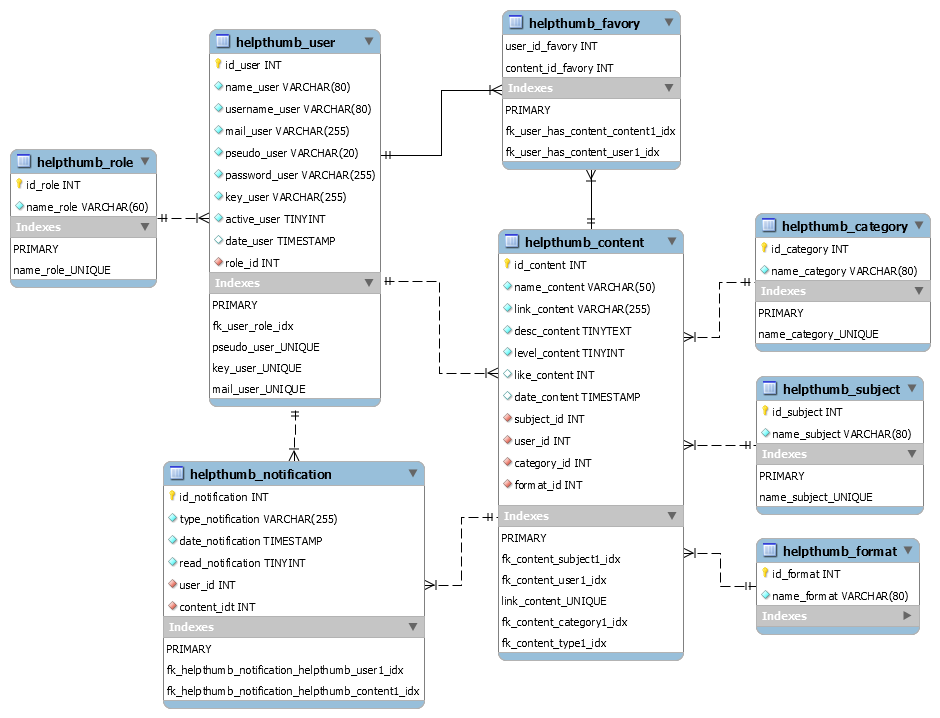 helpthumb_role
id_role INT
name_role VARCHAR(60)
Indexes
PRIMARY
name_role_UNIQUE
helpthumb_user
id_user INT
name_user VARCHAR(80)
username_user VARCHAR(80)
mail_user VARCHAR(255)
pseudo_user VARCHAR(20)
password_user VARCHAR(255)
key_user VARCHAR(255)
active_user TINYINT
date_user TIMESTAMP
role_id INT
Indexes
PRIMARY
fk_user_role_idx
pseudo_user_UNIQUE
key_user_UNIQUE
mail_user_UNIQUE
helpthumb_notification
id_notification INT
type_notification VARCHAR(255)
date_notification TIMESTAMP
read_notification TINYINT
user_id INT
content_idt INT
Indexes
PRIMARY
fk_helpthumb_notification_helpthumb_user1_idx
fk_helpthumb_notification_helpthumb_content1_idx
helpthumb_favory
user_id_favory INT
content_id_favory INT
Indexes
PRIMARY
fk_user_has_content_content1_idx
fk_user_has_content_user1_idx
helpthumb_content
id_content INT
name_content VARCHAR(50)
link_content VARCHAR(255)
desc_content TINYTEXT
level_content TINYINT
like_content INT
date_content TIMESTAMP
subject_id INT
user_id INT
category_id INT
format_id INT
Indexes
PRIMARY
fk_content_subject1_idx
fk_content_user1_idx
link_content_UNIQUE
fk_content_category1_idx
fk_content_type1_idx
helpthumb_category
id_category INT
name_category VARCHAR(80)
Indexes
PRIMARY
name_category_UNIQUE
helpthumb_subject
id_subject INT
name_subject VARCHAR(80)
Indexes
PRIMARY
name_subject_UNIQUE
helpthumb_format
id_format INT
name_format VARCHAR(80)
Indexes